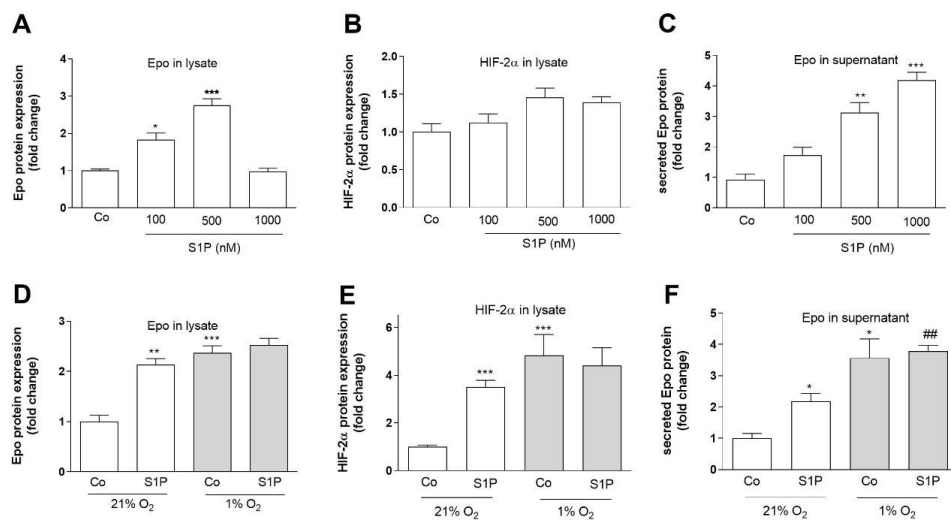 A
Epo in lysate
Epo protein expression
(fold change)
4
3
2
1
0
*
***
Co
100
500
1000
S1P (nM)
B
HIF-2α in lysate
HIF-2α protein expression
(fold change)
2.0
1.5
1.0
0.5
0.0
Co
100
500
1000
S1P (nM)
C
Epo in supernatant
secreted Epo protein
(fold change)
5
4
3
2
1
0
**
***
Co
100
500
1000
S1P (nM)
D
Epo in lysate
Epo protein expression
(fold change)
3
2
1
0
**
***
Co
S1P
Co
S1P
21% O2
1% O2
E
HIF-2α in lysate
HIF-2α protein expression
(fold change)
6
4
2
0
***
***
Co
S1P
Co
S1P
21% O2
1% O2
F
Epo in supernatant
secreted Epo protein
(fold change)
5
4
3
2
1
0
*
*
##
Co
S1P
Co
S1P
21% O2
1% O2